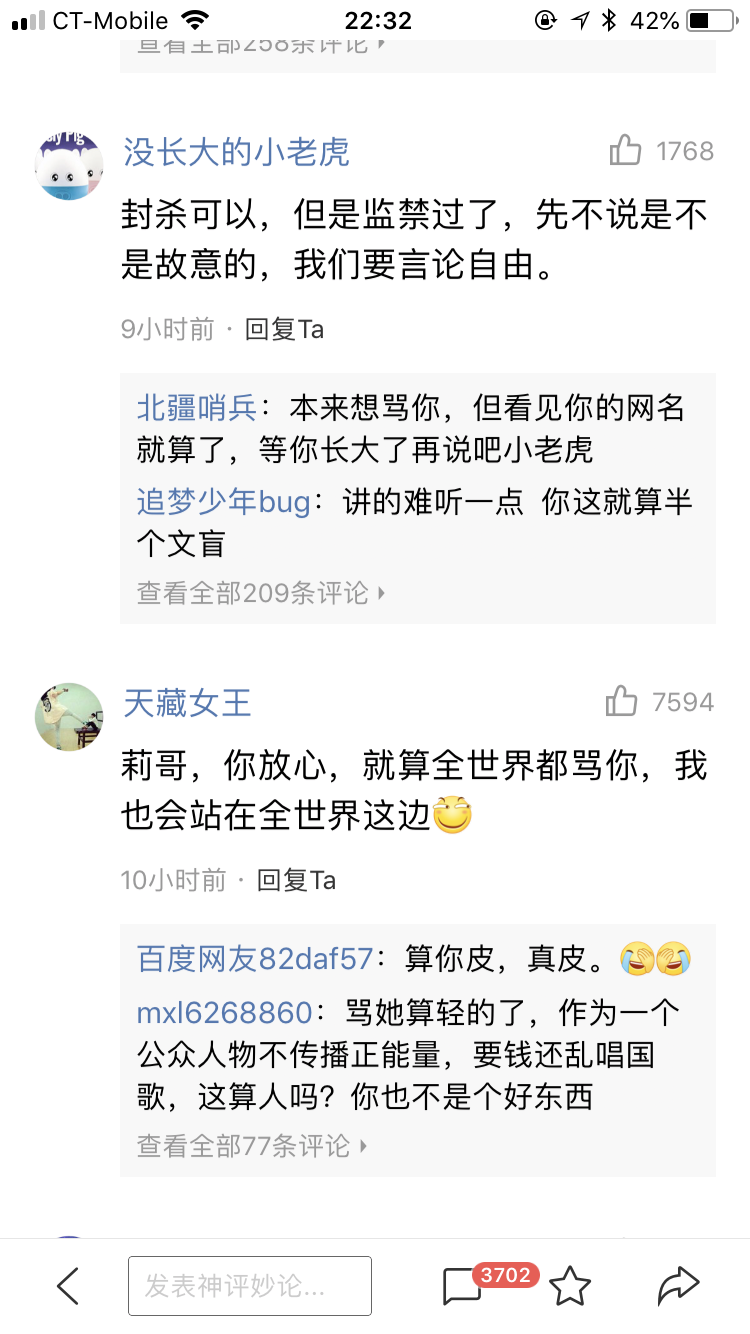 CT-Mobile 22:32 42%
查看全部258条评论
没长大的小老虎 1768
封杀可以，但是监禁过了，先不说是不
是故意的，我们要言论自由。
9小时前 · 回复Ta
北疆哨兵：本来想骂你，但看见你的网名
就算了，等你长大了再说吧小老虎
追梦少年bug：讲的难听一点 你这就算半
个文盲
查看全部209条评论
天藏女王 7594
莉哥，你放心，就算全世界都骂你，我
也会站在全世界这边
10小时前 · 回复Ta
百度网友82daf57：算你皮，真皮。
mxl6268860：骂她算轻的了，作为一个
公众人物不传播正能量，要钱还乱唱国
歌，这算人吗？你也不是个好东西
查看全部77条评论
发表神评妙论... 3702